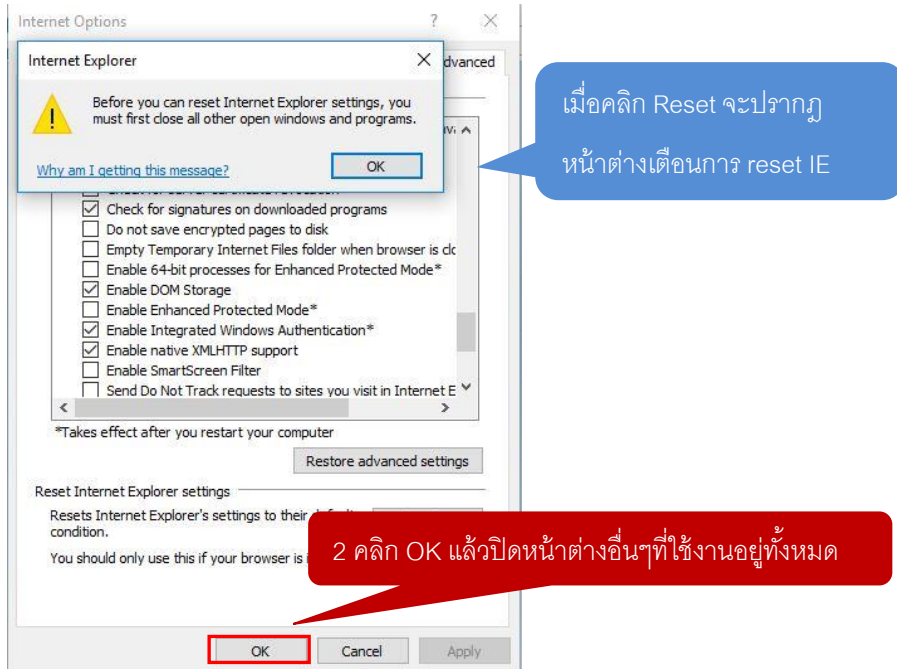 Internet Options
Internet Explorer
dvanced
Before you can reset Internet Explorer settings, you
must first close all other open windows and programs.
Why am I getting this message?
OK
เมื่อคลิก Reset จะปรากฏ
หน้าต่างเตือนการ reset IE
Check for signatures on downloaded programs
Do not save encrypted pages to disk
Empty Temporary Internet Files folder when browser is clc
Enable 64-bit processes for Enhanced Protected Mode*
Enable DOM Storage
Enable Enhanced Protected Mode*
Enable Integrated Windows Authentication*
Enable native XMLHTTP support
Enable SmartScreen Filter
Send Do Not Track requests to sites you visit in Internet E
*Takes effect after you restart your computer
Restore advanced settings
Reset Internet Explorer settings
Resets Internet Explorer's settings to their
condition.
You should only use this if your browser is
2 คลิก OK แล้วปิดหน้าต่างอื่นๆที่ใช้งานอยู่ทั้งหมด
OK
Cancel
Apply